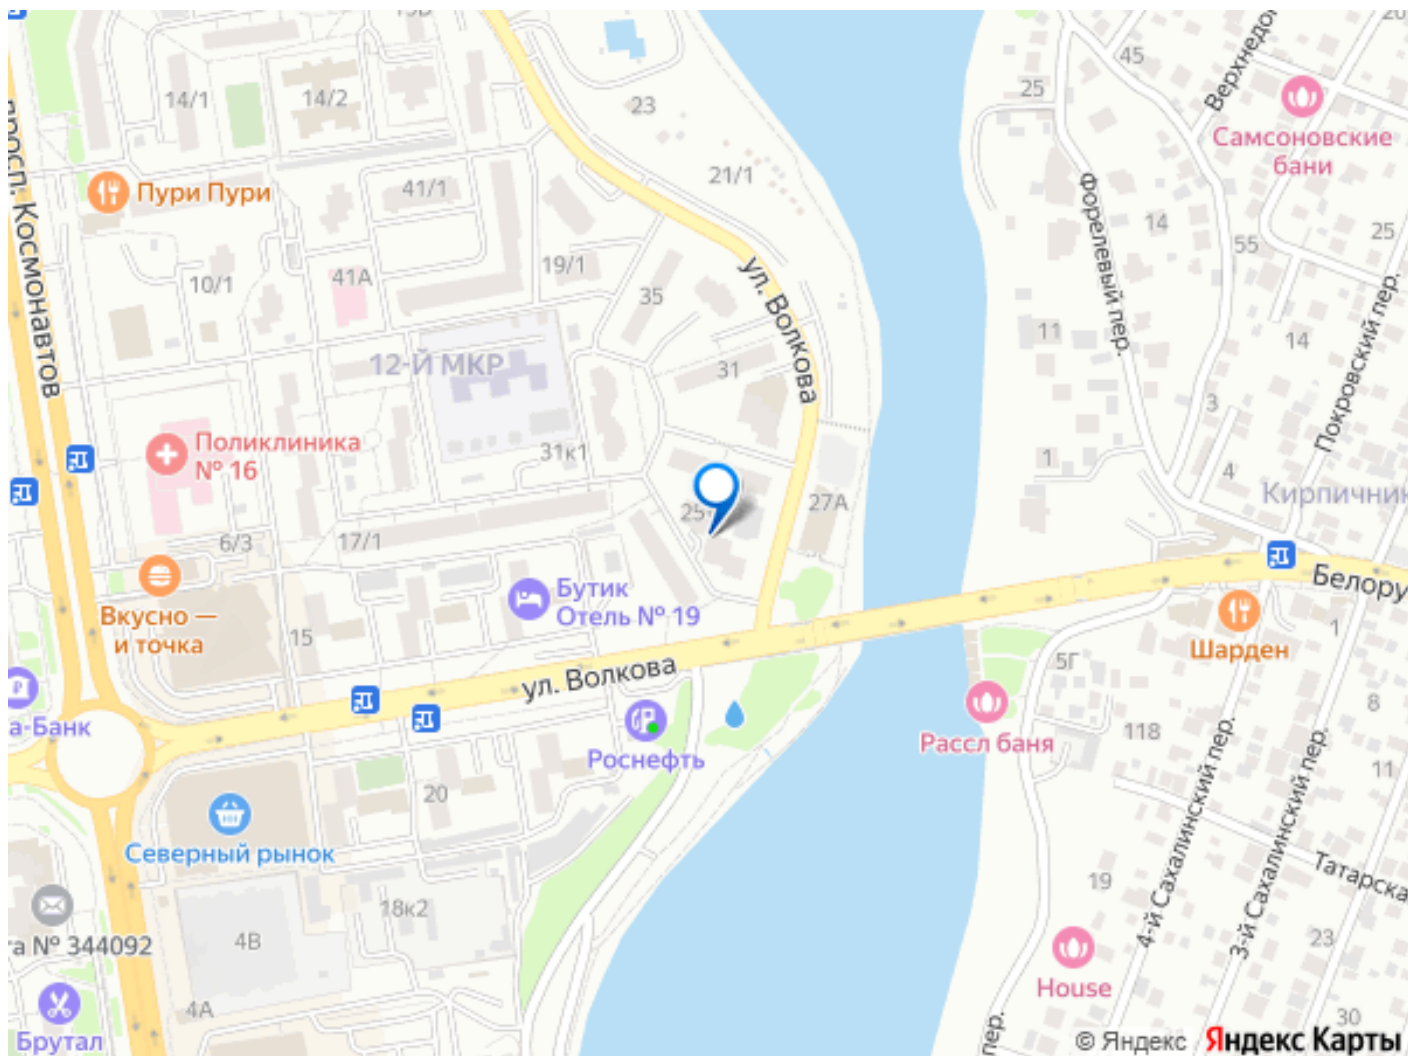 45
25
Верхнедо
14/1
14/2
23
Самсоновские
бани
просп. Космонавтов
Пури Пури
41/1
21/1
Форелевый пер.
14
25
55
19/1
41А
10/1
35
ул. Волкова
11
14
Покровский пер.
12-Й МКР
31
3
Поликлиника
№ 16
31к1
1
4
Кирпичник
25
27А
6/3
17/1
Белору
Бутик
Отель № 19
Вкусно —
и точка
15
1
Шарден
5Г
ул. Волкова
а-Банк
Роснефть
Рассл баня
118
8
11
4-й Сахалинский пер.
3-й Сахалинский пер.
20
Северный рынок
Татарска
19
18к2
4В
а № 344092
23
House
4А
30
пер.
Брутал
© Яндекс Яндекс Карты